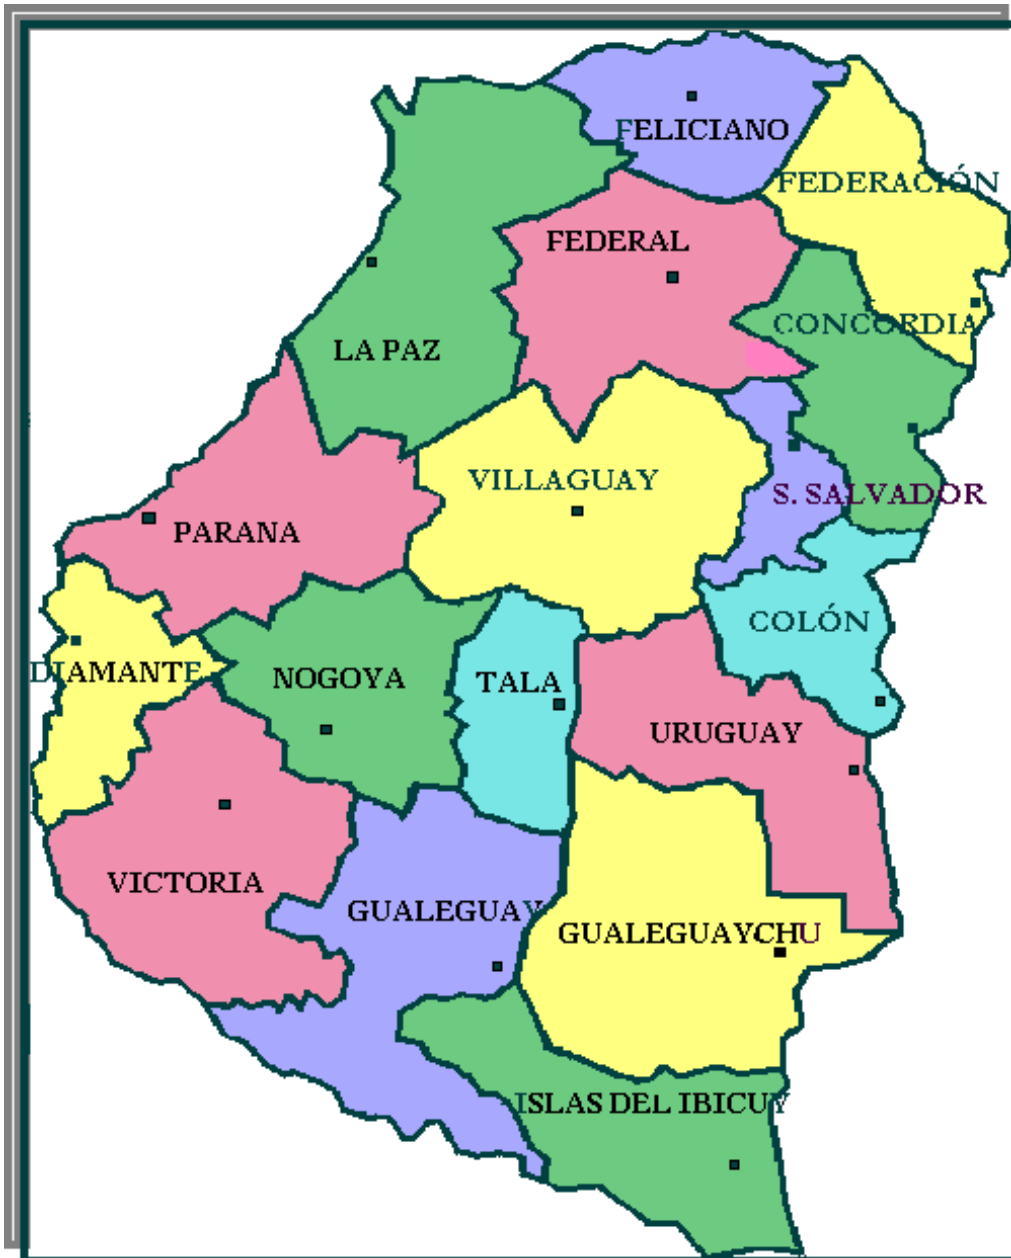 FELICIANO
FEDERACIÓN
FEDERAL
CONCORDIA
LA PAZ
VILLAGUAY
S. SALVADOR
PARANA
COLÓN
DIAMANTE
NOGOYA
TALA
URUGUAY
VICTORIA
GUALEGUAY
GUALEGUAYCHU
ISLAS DEL IBICUY